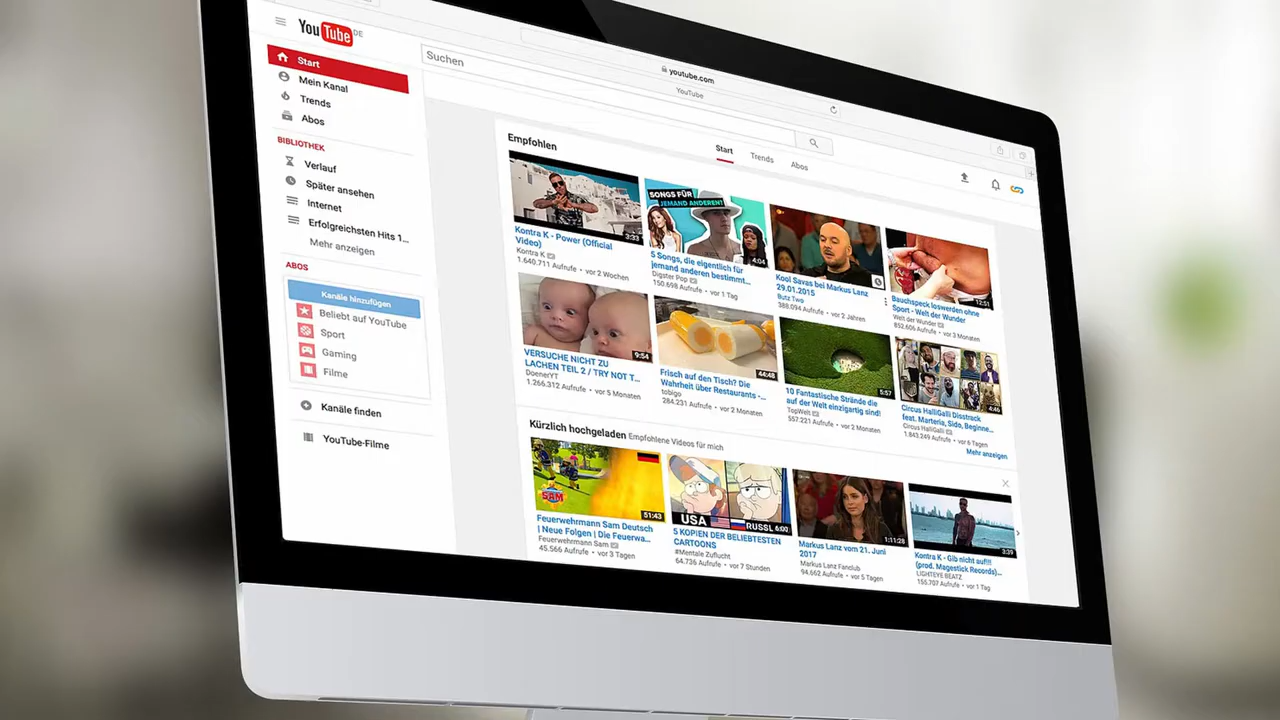 YouTube DE
Suchen
youtube.com
YouTube
Start
Mein Kanal
Trends
Abos
BIBLIOTHEK
Verlauf
Später ansehen
Internet
Erfolgreichsten Hits 1...
Mehr anzeigen
ABOS
Kanäle hinzufügen
Beliebt auf YouTube
Sport
Gaming
Filme
Kanäle finden
YouTube-Filme
Start
Trends
Abos
Empfohlen
3:33
Kontra K - Power (Official
Video)
Kontra K
1.640.711 Aufrufe • vor 2 Wochen
SONGS FÜR
JEMAND ANDEREN!
4:04
5 Songs, die eigentlich für
jemand anderen bestimmt...
Digster Pop
150.698 Aufrufe • vor 1 Tag
Kool Savas bei Markus Lanz
29.01.2015
Butz Two
388.094 Aufrufe • vor 2 Jahren
12:51
Bauchspeck loswerden ohne
Sport - Welt der Wunder
Welt der Wunder
852.606 Aufrufe • vor 3 Monaten
9:54
VERSUCHE NICHT ZU
LACHEN TEIL 2 / TRY NOT T...
DoenerYT
1.266.312 Aufrufe • vor 5 Monaten
44:48
Frisch auf den Tisch? Die
Wahrheit über Restaurants -...
tobigo
284.231 Aufrufe • vor 2 Monaten
5:57
10 Fantastische Strände die
auf der Welt einzigartig sind!
TopWelt
557.221 Aufrufe • vor 2 Monaten
4:46
Circus HalliGalli Disstrack
feat. Marteria, Sido, Beginne...
Circus HalliGalli
1.843.249 Aufrufe • vor 6 Tagen
Mehr anzeigen
Kürzlich hochgeladen Empfohlene Videos für mich
SAM
51:43
Feuerwehrmann Sam Deutsch
| Neue Folgen | Die Feuerwa...
Feuerwehrmann Sam
45.566 Aufrufe • vor 3 Tagen
USA
RUSSL
6:00
5 KOPIEN DER BELIEBTESTEN
CARTOONS
#Mentale Zuflucht
64.736 Aufrufe • vor 7 Stunden
1:11:28
Markus Lanz vom 21. Juni
2017
Markus Lanz Fanclub
94.662 Aufrufe • vor 5 Tagen
3:39
Kontra K - Gib nicht auf!!!
(prod. Magestick Records)...
LIGHTEYE BEATZ
155.707 Aufrufe • vor 1 Tag